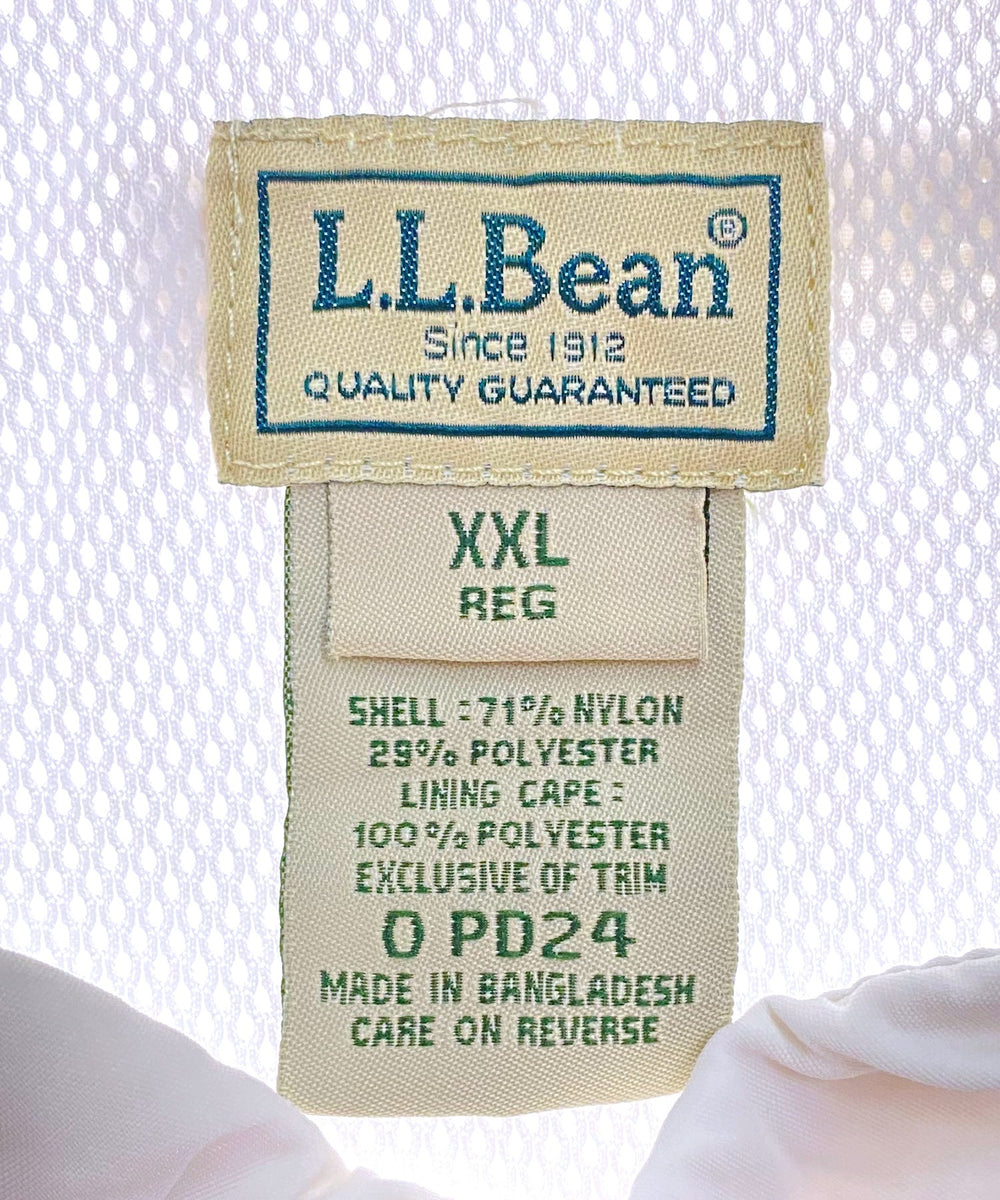 L.L.Bean®
Since 1912
QUALITY GUARANTEED
XXL
REG
SHELL : 71% NYLON
29% POLYESTER
LINING CAPE :
100% POLYESTER
EXCLUSIVE OF TRIM
0 PD24
MADE IN BANGLADESH
CARE ON REVERSE